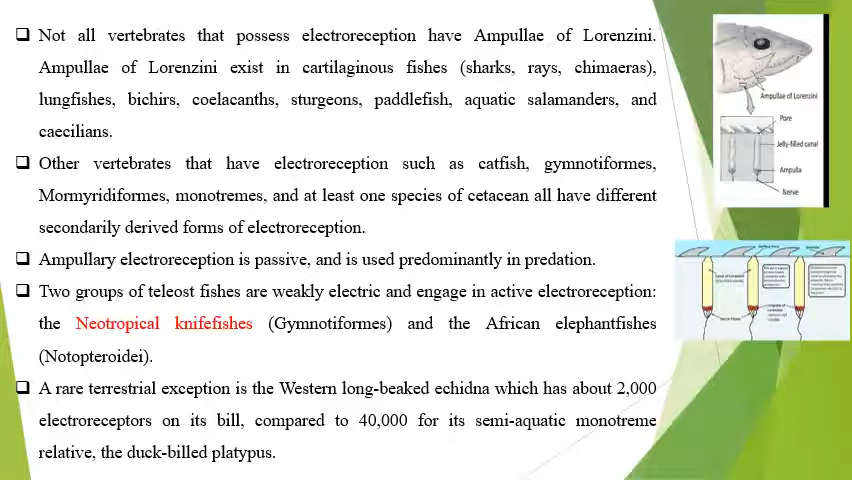 Not all vertebrates that possess electroreception have Ampullae of Lorenzini.
Ampullae of Lorenzini exist in cartilaginous fishes (sharks, rays, chimaeras),
lungfishes, bichirs, coelacanths, sturgeons, paddlefish, aquatic salamanders, and
caecilians.
Other vertebrates that have electroreception such as catfish, gymnotiformes,
Mormyridiformes, monotremes, and at least one species of cetacean all have different
secondarily derived forms of electroreception.
Ampullary electroreception is passive, and is used predominantly in predation.
Two groups of teleost fishes are weakly electric and engage in active electroreception:
the Neotropical knifefishes (Gymnotiformes) and the African elephantfishes
(Notopteroidei).
A rare terrestrial exception is the Western long-beaked echidna which has about 2,000
electroreceptors on its bill, compared to 40,000 for its semi-aquatic monotreme
relative, the duck-billed platypus.
Ampullae of Lorenzini
Pore
Jelly-filled canal
Ampulla
Nerve